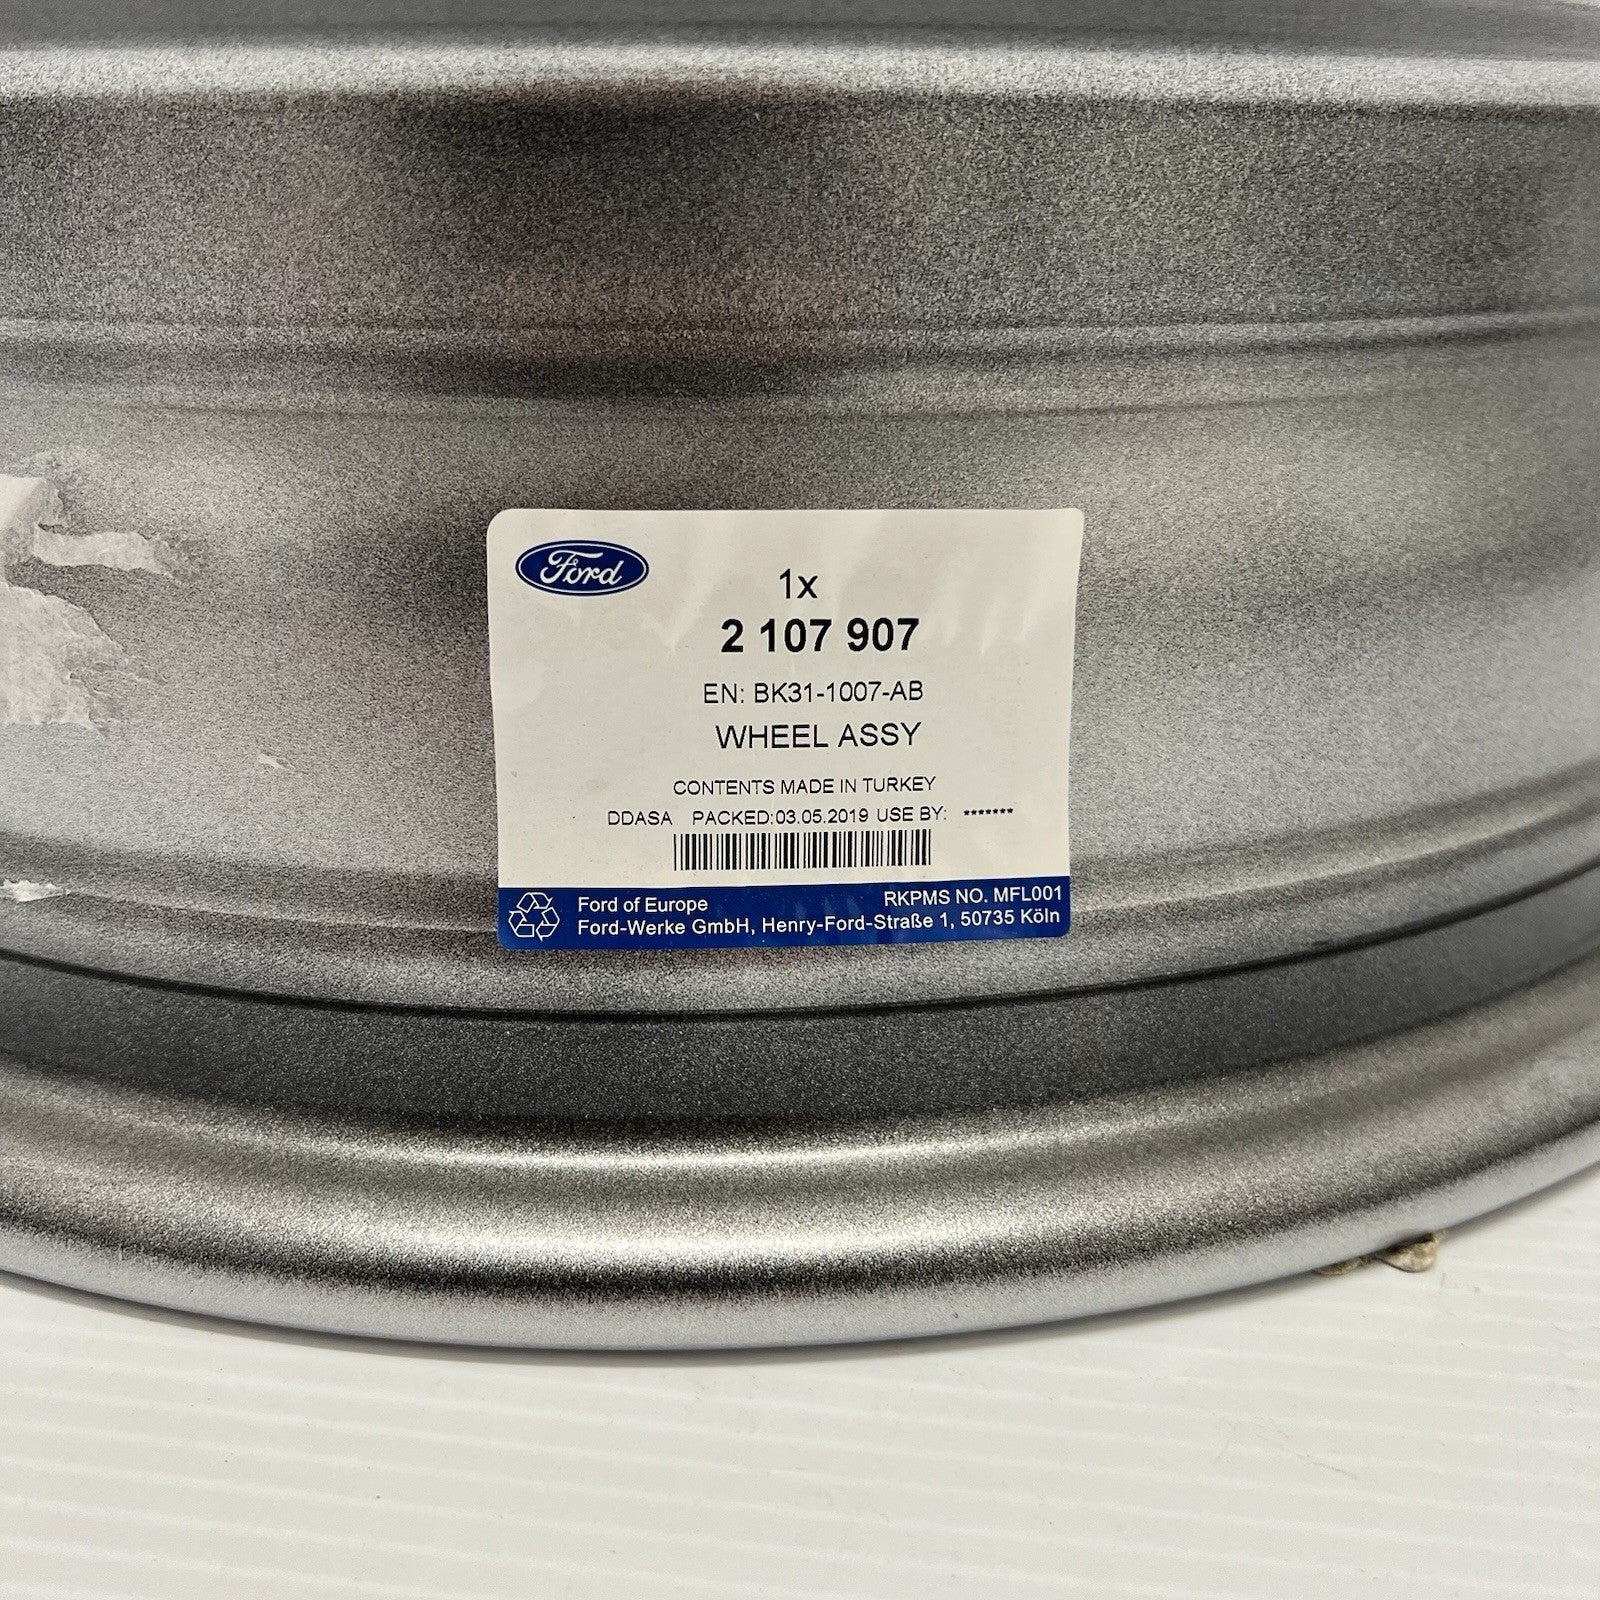 Ford
1x
2 107 907
EN: BK31-1007-AB
WHEEL ASSY
CONTENTS MADE IN TURKEY
DDASA PACKED:03.05.2019 USE BY: *******
Ford of Europe RKPMS NO. MFL001
Ford-Werke GmbH, Henry-Ford-Straße 1, 50735 Köln